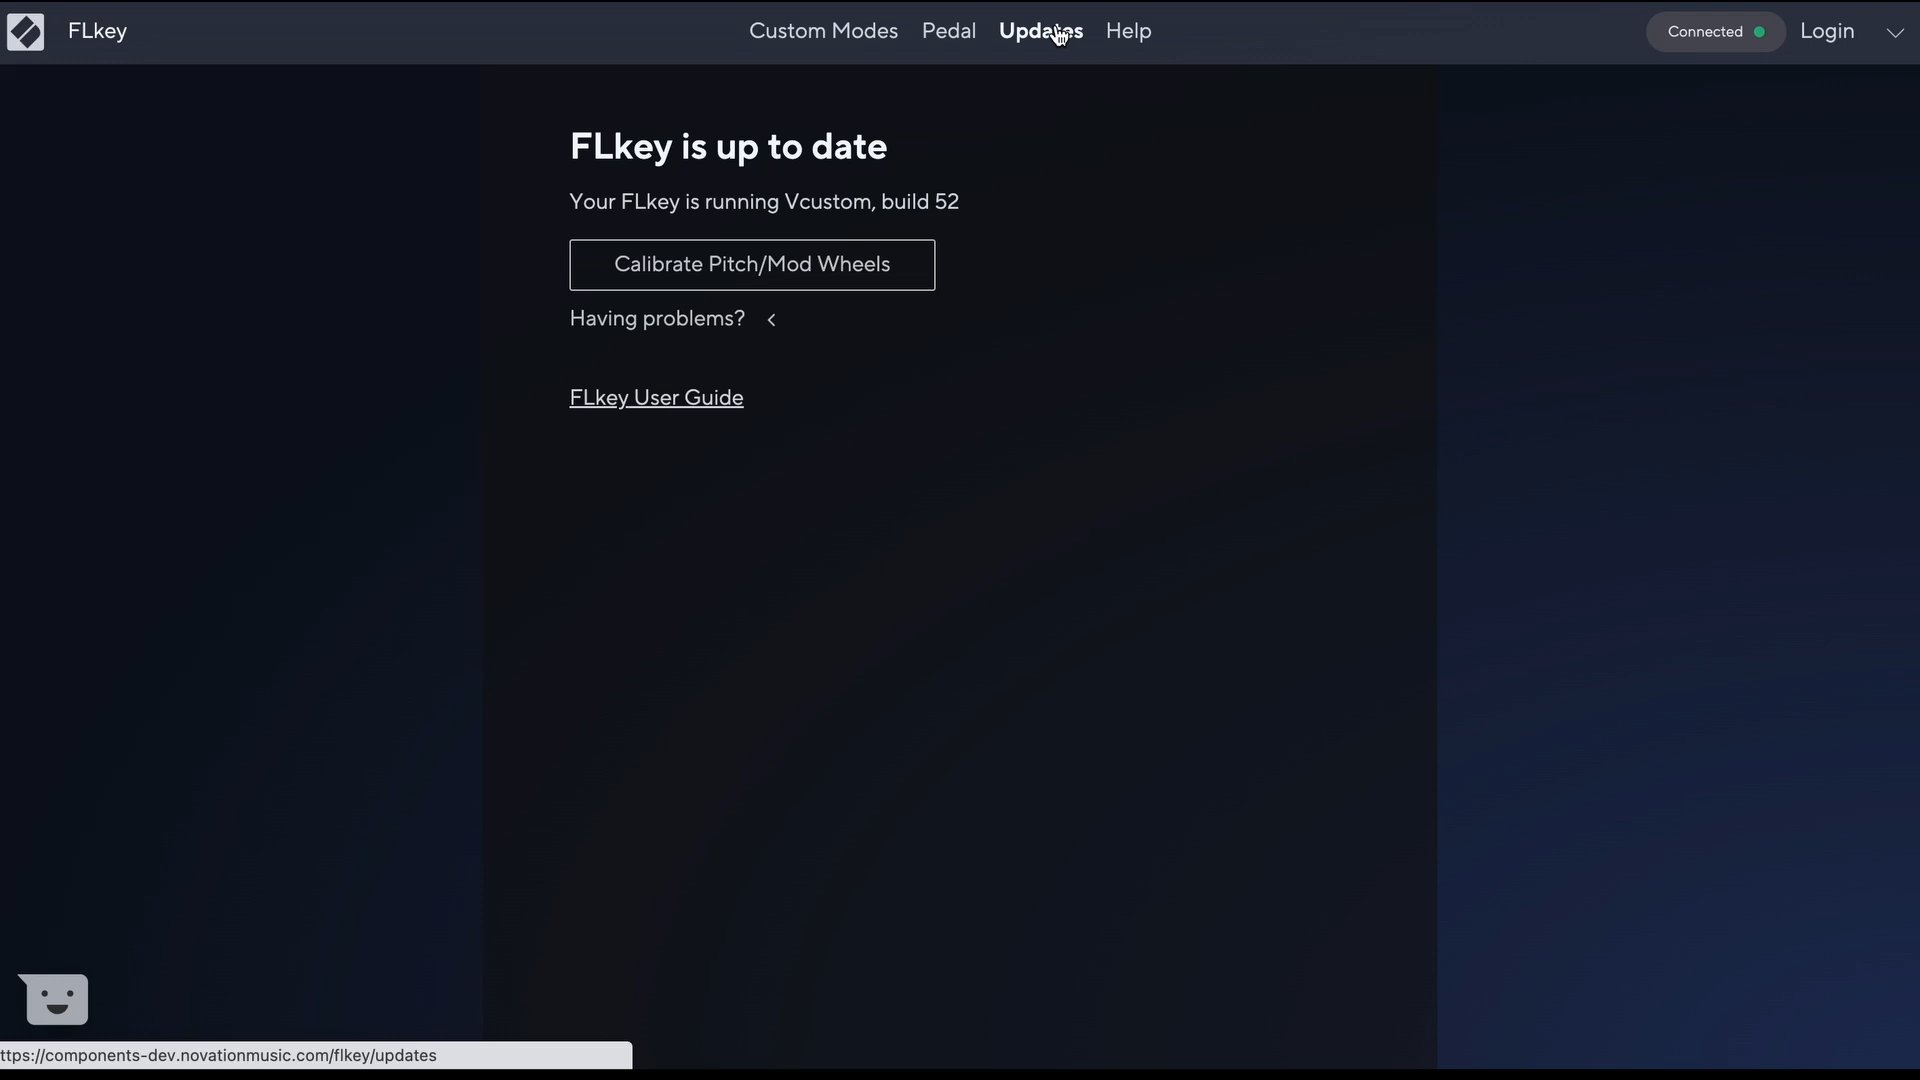 FLkey
Custom Modes Pedal Updates Help
Connected Login
FLkey is up to date
Your FLkey is running Vcustom, build 52
Calibrate Pitch/Mod Wheels
Having problems?
FLkey User Guide
ttps://components-dev.novationmusic.com/flkey/updates